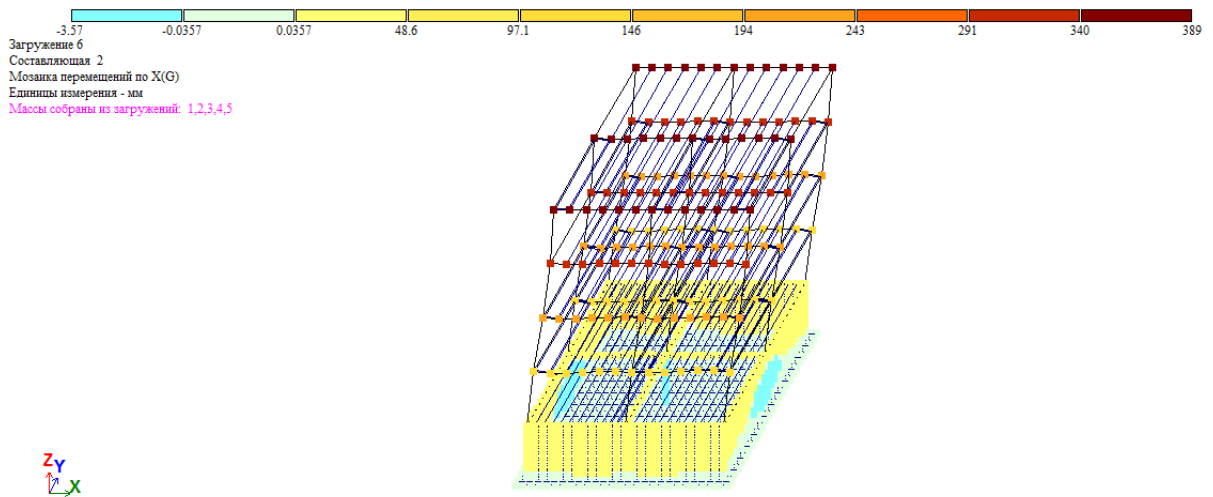 -3.57 -0.0357 0.0357 48.6 97.1 146 194 243 291 340 389
Загружение 6
Составляющая 2
Мозаика перемещений по X(G)
Единицы измерения - мм
Массы собраны из загружений: 1,2,3,4,5
Z Y
X